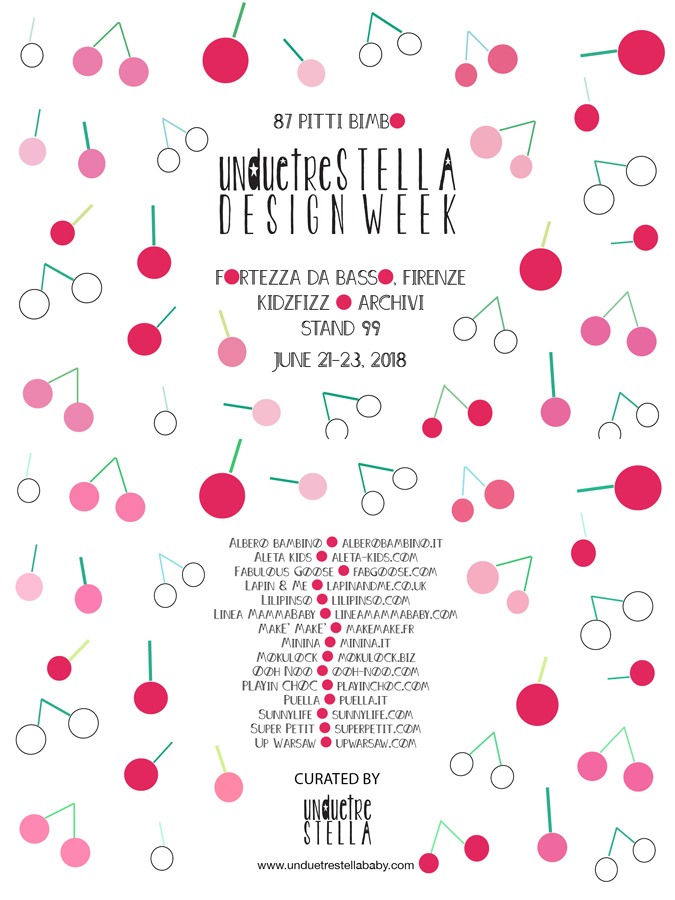 87 PITTI BIMBO
unduetreSTELLA
DESIGN WEEK
FORTEZZA DA BASSO, FIRENZE
KIDZFIZZ ● ARCHIVI
STAND 99
JUNE 21-23, 2018
ALBERO BAMBINO ● ALBEROBAMBINO.IT
ALETA KIDS ● ALETA-KIDS.COM
FABULOUS GOOSE ● FABGOOSE.COM
LAPIN & ME ● LAPINANDME.CO.UK
LILIPINSO ● LILIPINSO.COM
LINEA MAMMABABY ● LINEAMAMMABABY.COM
MAKE' MAKE' ● MAKEMAKE.FR
MININA ● MININA.IT
MOKULOCK ● MOKULOCK.BIZ
OOH NOO ● OOH-NOO.COM
PLAYIN CHOC ● PLAYINCHOC.COM
PUELLA ● PUELLA.IT
SUNNYLIFE ● SUNNYLIFE.COM
SUPER PETIT ● SUPERPETIT.COM
UP WARSAW ● UPWARSAW.COM
CURATED BY
unduetre
STELLA
www.unduetrestellababy.com